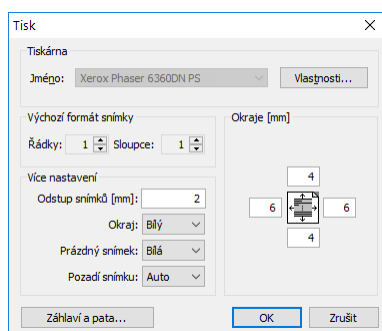 Tisk
Tiskárna
Jméno: Xerox Phaser 6360DN PS Vlastnosti...
Výchozí formát snímky
Řádky: 1 Sloupce: 1
Okraje [mm]
4
6 6
4
Více nastavení
Odstup snímků [mm]: 2
Okraj: Bílý
Prázdný snímek: Bílá
Pozadí snímku: Auto
Záhlaví a pata... OK Zrušit